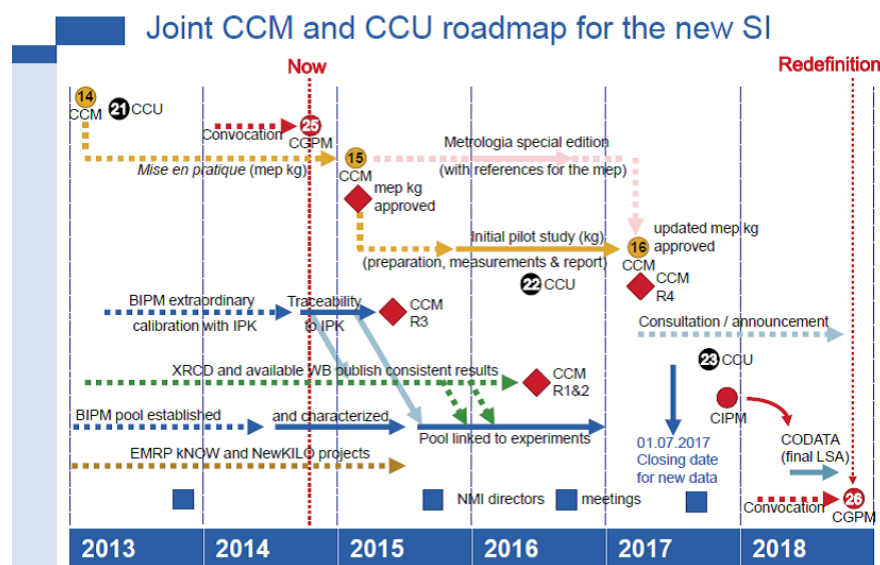 Joint CCM and CCU roadmap for the new SI
Now
Redefinition
14
CCM
21 CCU
Convocation
25
CGPM
Mise en pratique (mep kg)
15
CCM
mep kg
approved
Metrologia special edition
(with references for the mep)
Initial pilot study (kg)
(preparation, measurements & report)
16
CCM
updated mep kg
approved
22 CCU
CCM
R4
BIPM extraordinary
calibration with IPK
Traceability
to IPK
CCM
R3
Consultation / announcement
XRCD and available WB publish consistent results
CCM
R1&2
23 CCU
CIPM
BIPM pool established
and characterized
Pool linked to experiments
01.07.2017
Closing date
for new data
CODATA
(final LSA)
EMRP kNOW and NewKILO projects
NMI directors
meetings
Convocation
26
CGPM
2013
2014
2015
2016
2017
2018